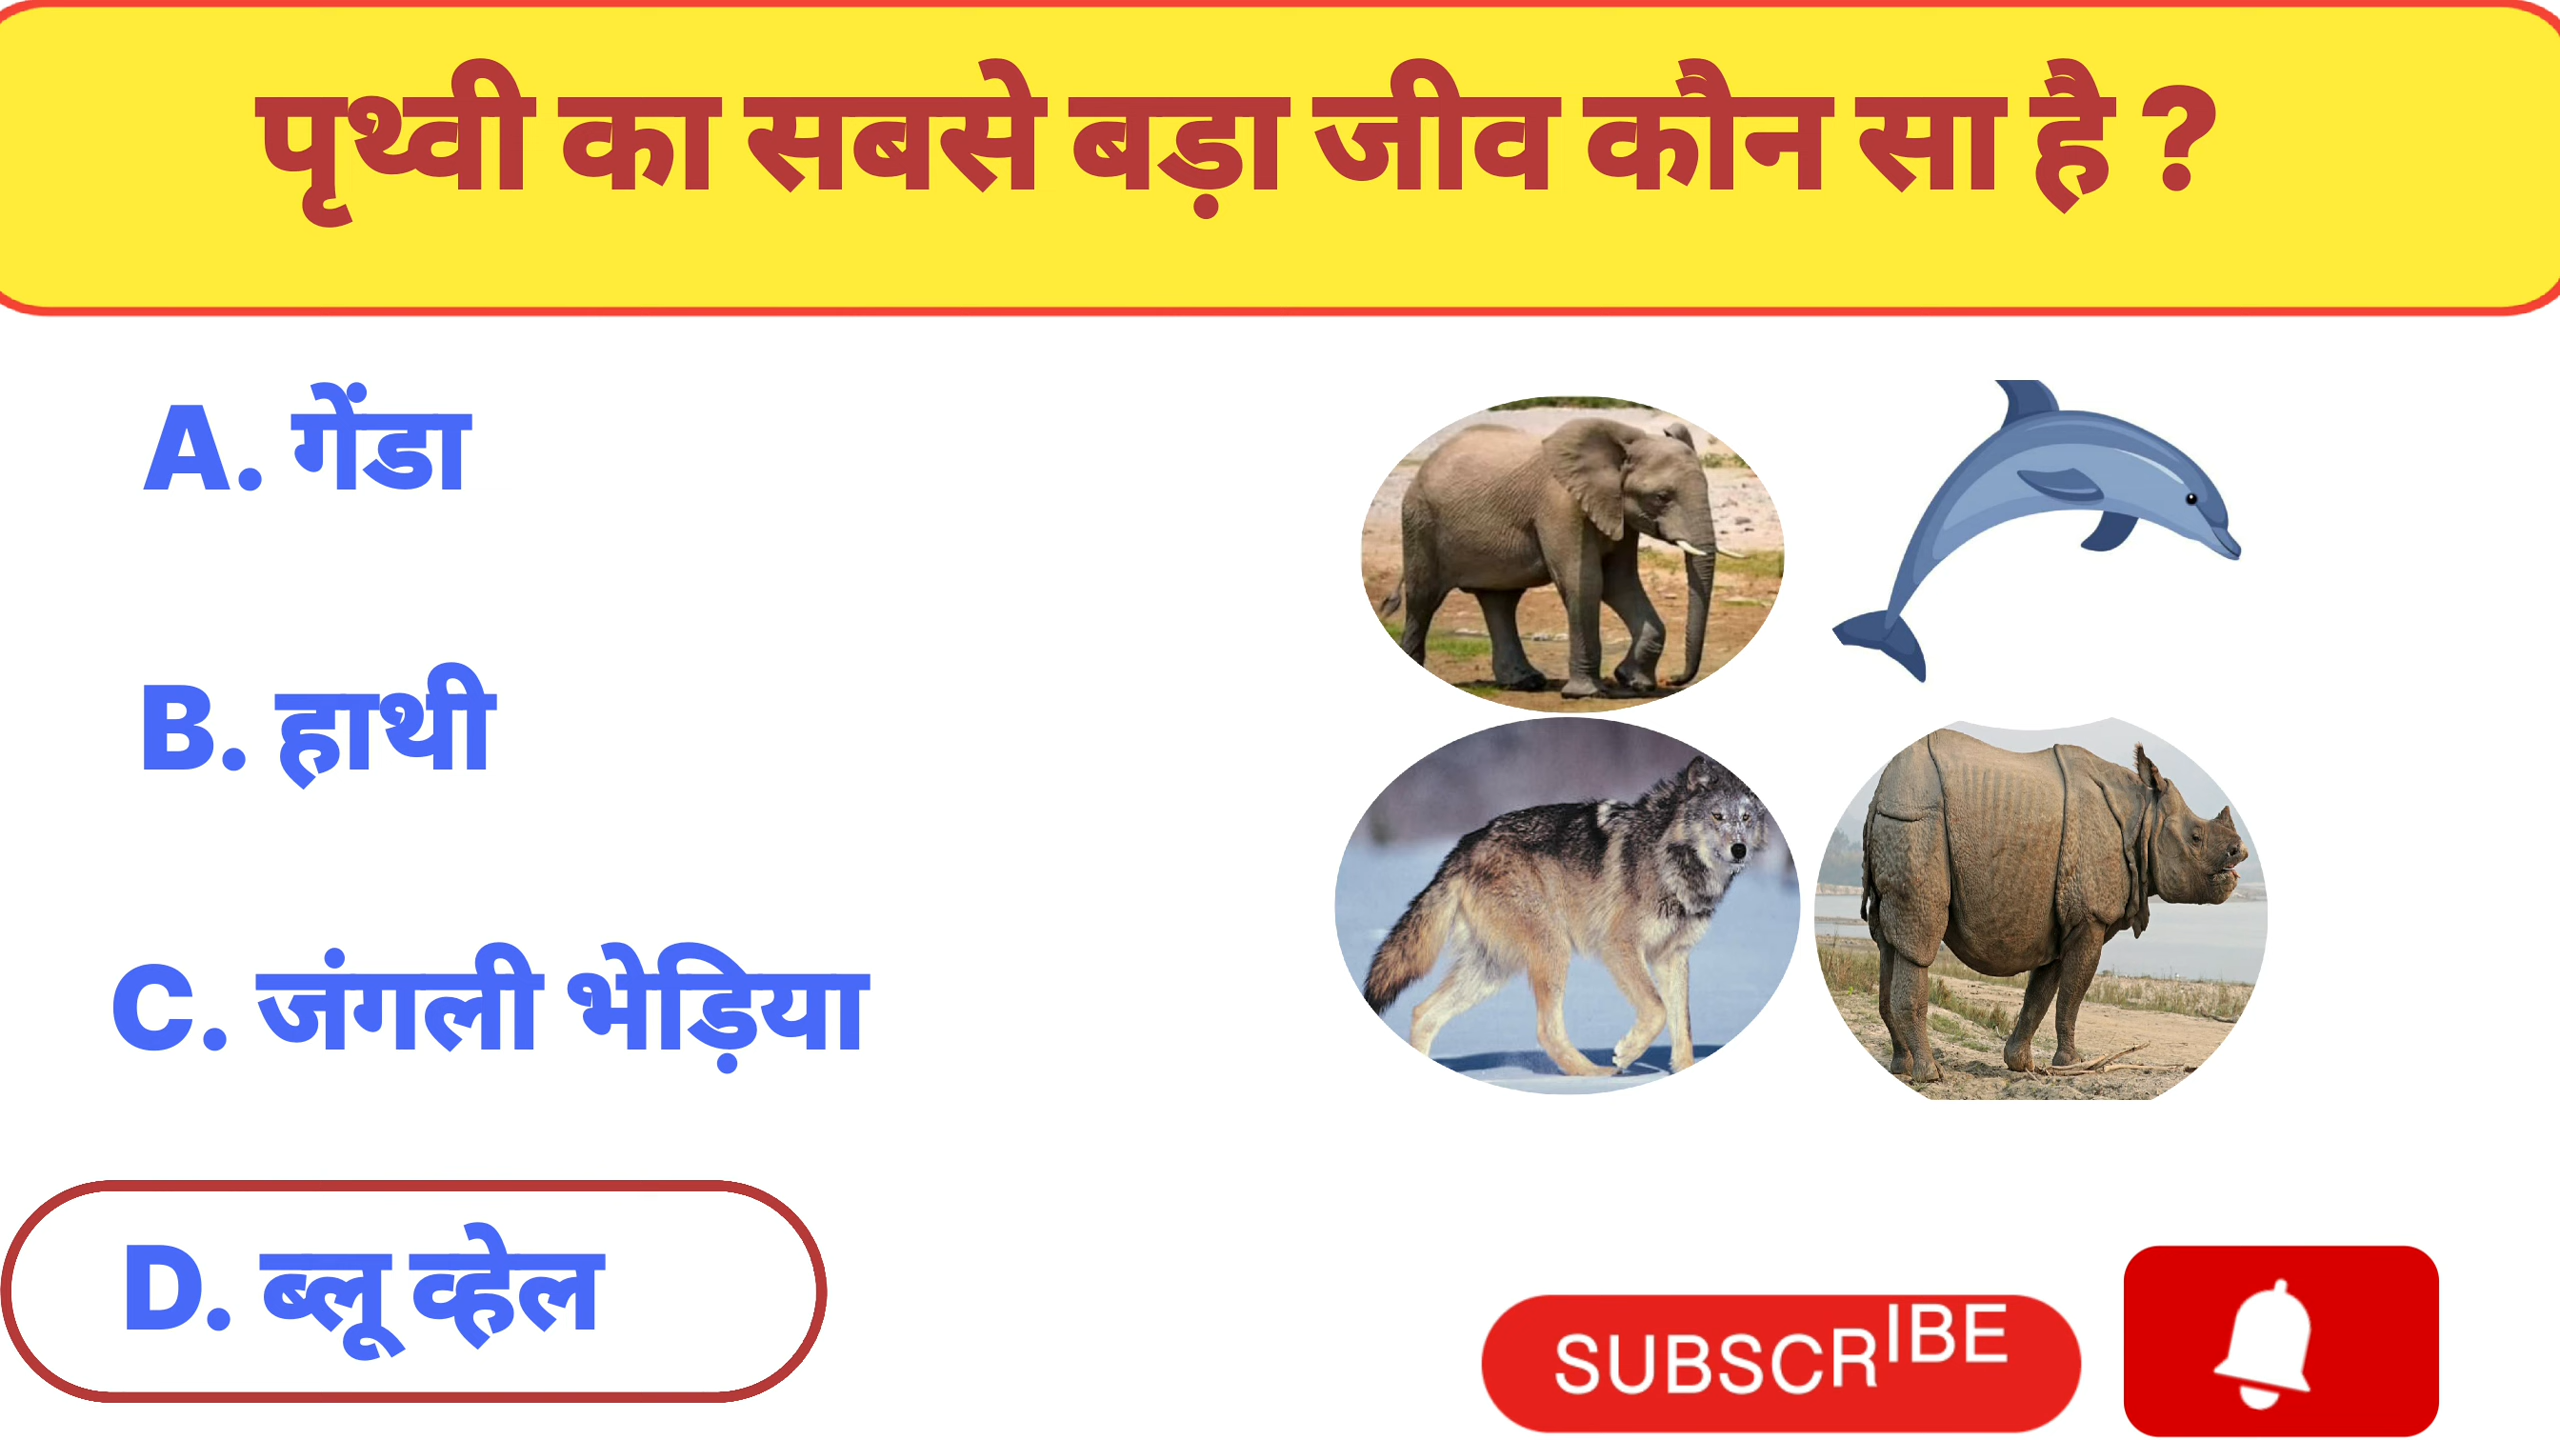 पृथ्वी का सबसे बड़ा जीव कौन सा है ?
A. गेंडा
B. हाथी
C. जंगली भेड़िया
D. ब्लू व्हेल
SUBSCRIBE